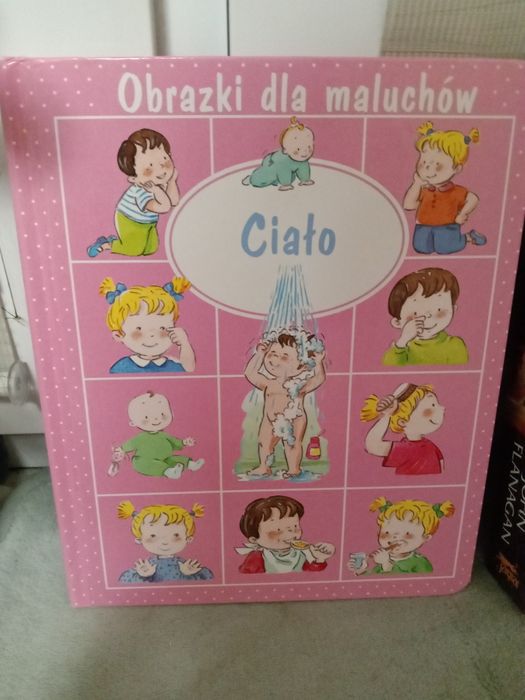 Obrazki dla maluchów
Ciało
FLANAGAN